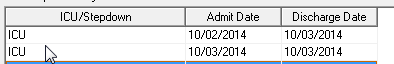 ICU/Stepdown Admit Date Discharge Date
ICU 10/02/2014 10/03/2014
ICU 10/03/2014 10/03/2014